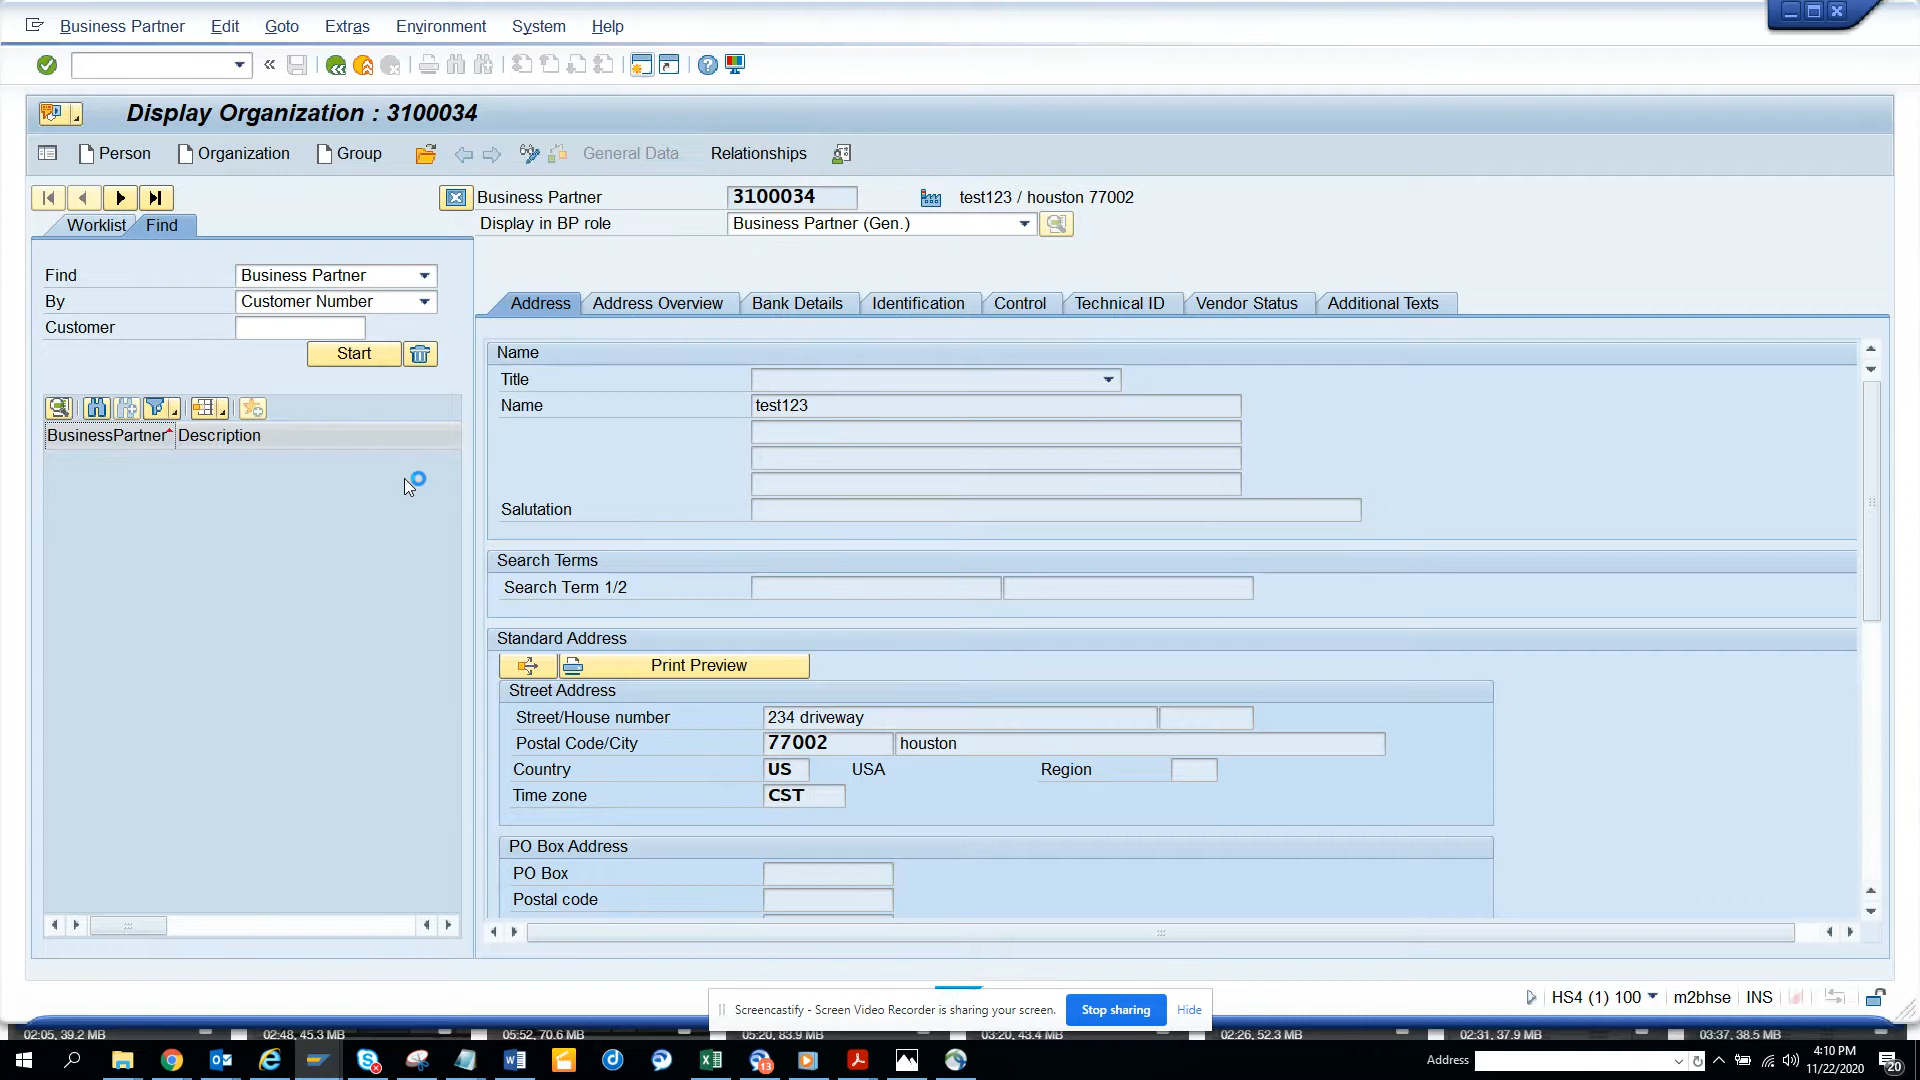 Business Partner Edit Goto Extras Environment System Help
Display Organization : 3100034
Person Organization Group General Data Relationships
Business Partner 3100034 test123 / houston 77002
Worklist Find
Display in BP role Business Partner (Gen.)
Find Business Partner
By Customer Number
Customer
Start
Address Address Overview Bank Details Identification Control Technical ID Vendor Status Additional Texts
BusinessPartner Description
Name
Title
Name test123
Salutation
Search Terms
Search Term 1/2
Standard Address
Print Preview
Street Address
Street/House number 234 driveway
Postal Code/City 77002 houston
Country US USA Region
Time zone CST
PO Box Address
PO Box
Postal code
HS4 (1) 100 m2bhse INS
Screencastify - Screen Video Recorder is sharing your screen. Stop sharing Hide
02:05, 39.2 MB 02:48, 45.3 MB 05:52, 70.6 MB 05:20, 83.9 MB 03:20, 43.4 MB 02:26, 52.3 MB 02:31, 37.9 MB 03:37, 38.5 MB
Address 4:10 PM
11/22/2020
13
20